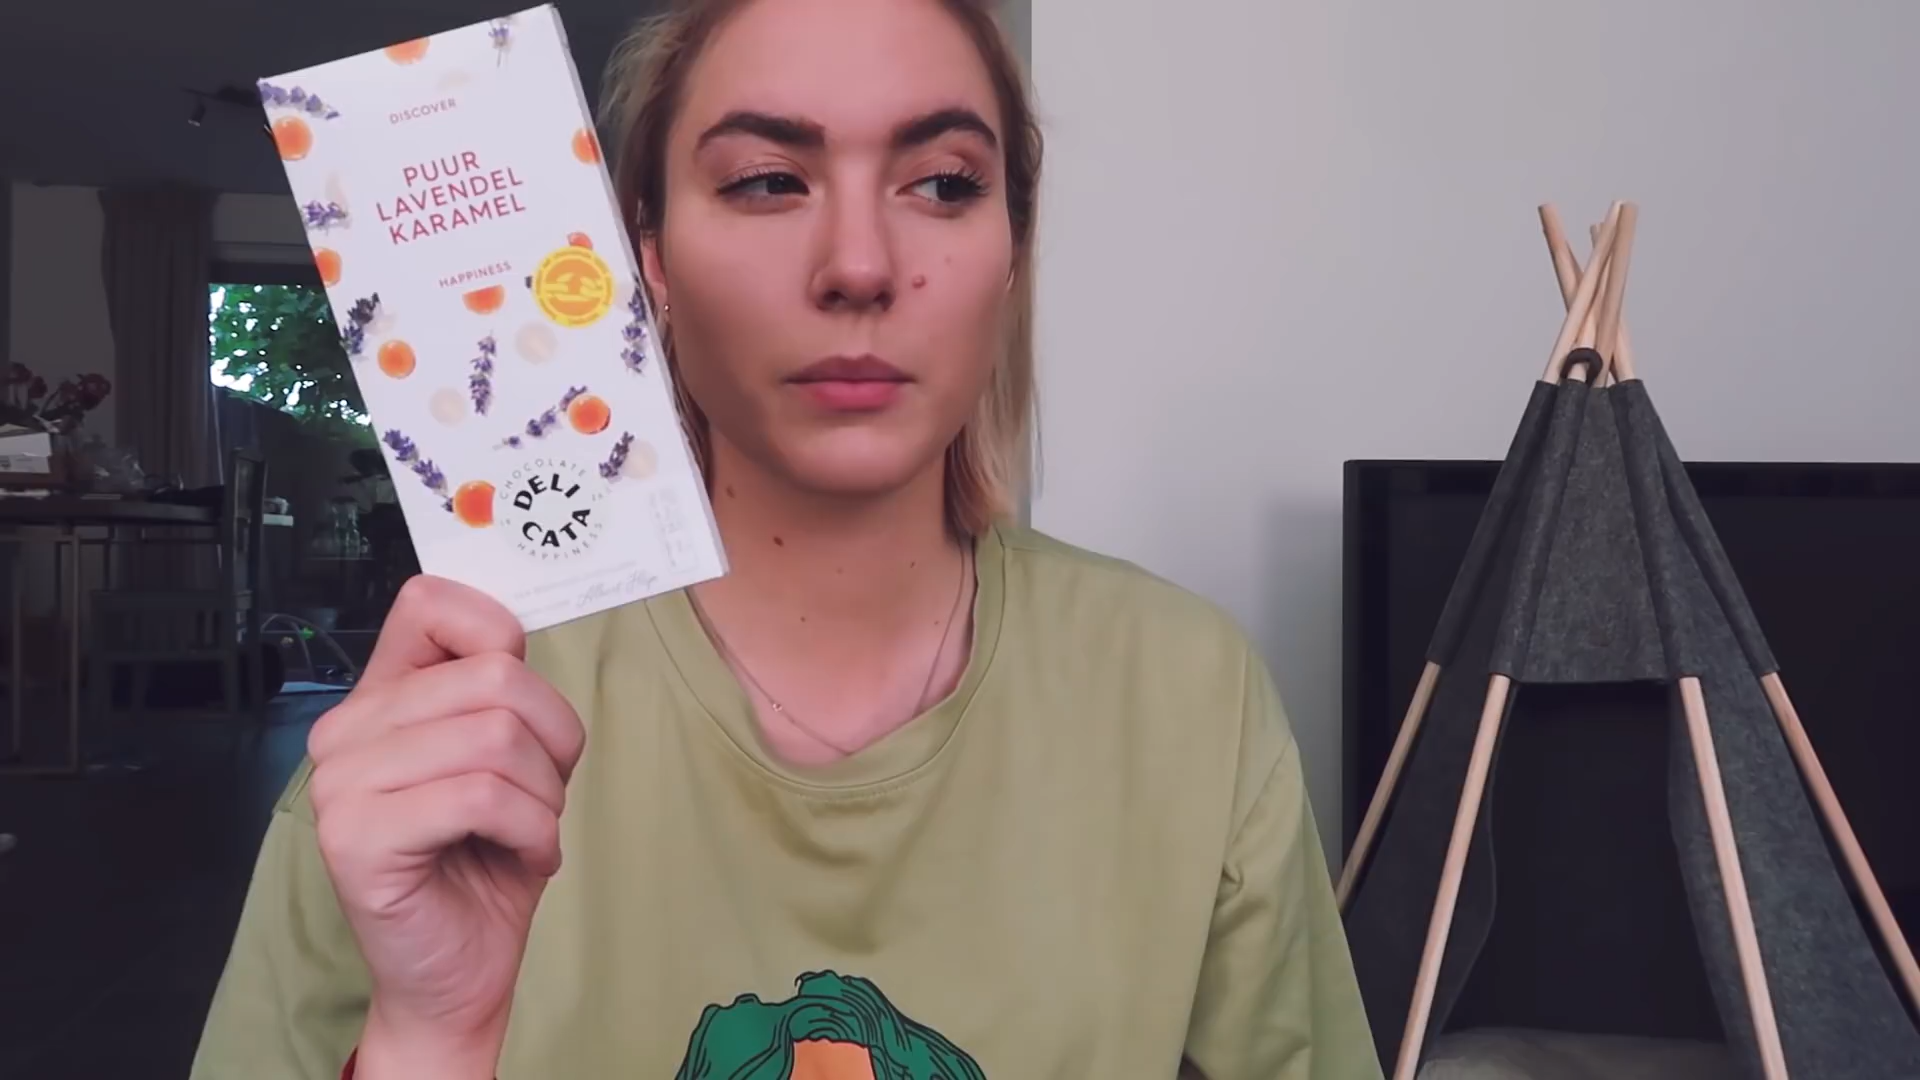 DISCOVER
PUUR
LAVENDEL
KARAMEL
HAPPINESS
CHOCOLATE
DELI
CATA
HAPPINESS
Albert Heijn